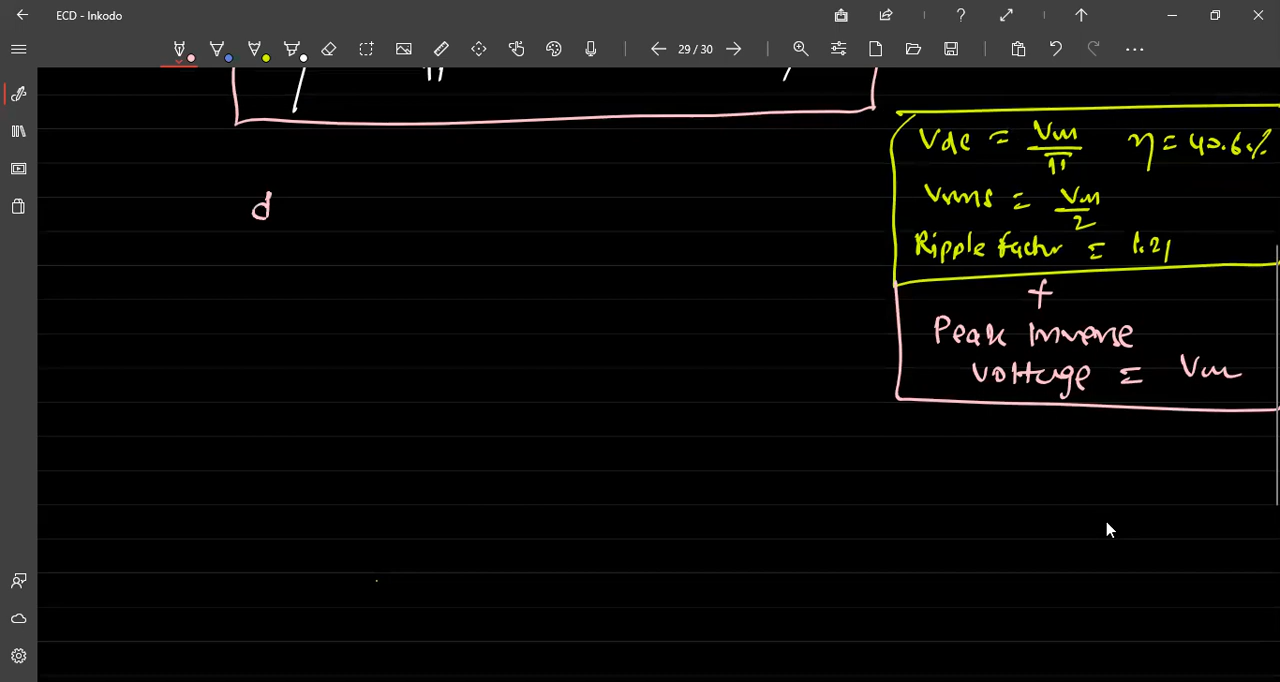 ECD - Inkodo
29 / 30
Vdc = Vm/π η = 40.6%
Vrms = Vm/2
Ripple factor = 1.21
d
+
Peak Inverse
Voltage = Vm